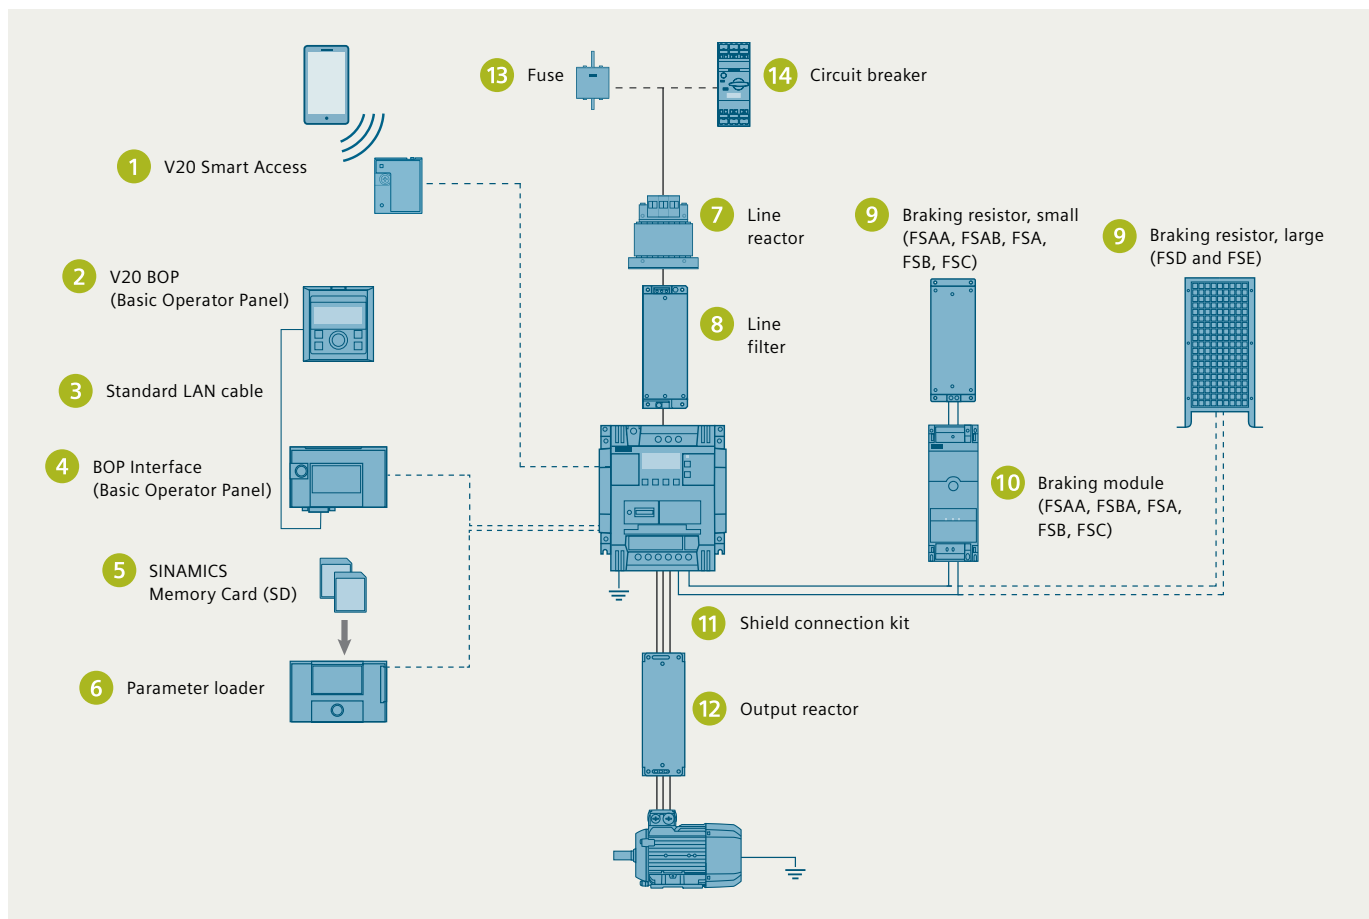 13 Fuse
14 Circuit breaker
1 V20 Smart Access
7 Line
reactor
9 Braking resistor, small
(FSAA, FSAB, FSA,
FSB, FSC)
9 Braking resistor, large
(FSD and FSE)
2 V20 BOP
(Basic Operator Panel)
8 Line
filter
3 Standard LAN cable
4 BOP Interface
(Basic Operator Panel)
10 Braking module
(FSAA, FSBA, FSA,
FSB, FSC)
5 SINAMICS
Memory Card (SD)
11 Shield connection kit
6 Parameter loader
12 Output reactor